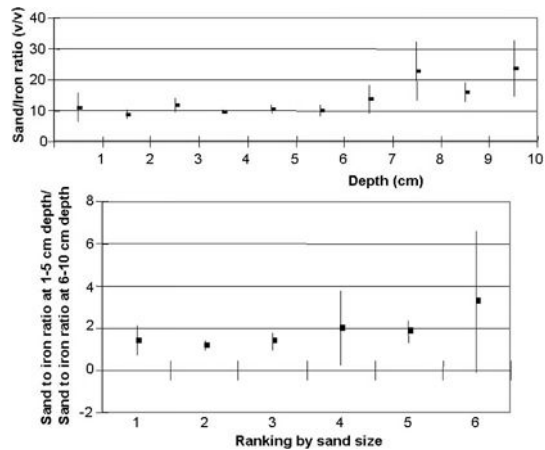 Sand/Iron ratio (v/v)
40
30
20
10
0
1 2 3 4 5 6 7 8 9 10
Depth (cm)
Sand to iron ratio at 1-5 cm depth/
Sand to iron ratio at 6-10 cm depth
8
6
4
2
0
-2
1 2 3 4 5 6
Ranking by sand size